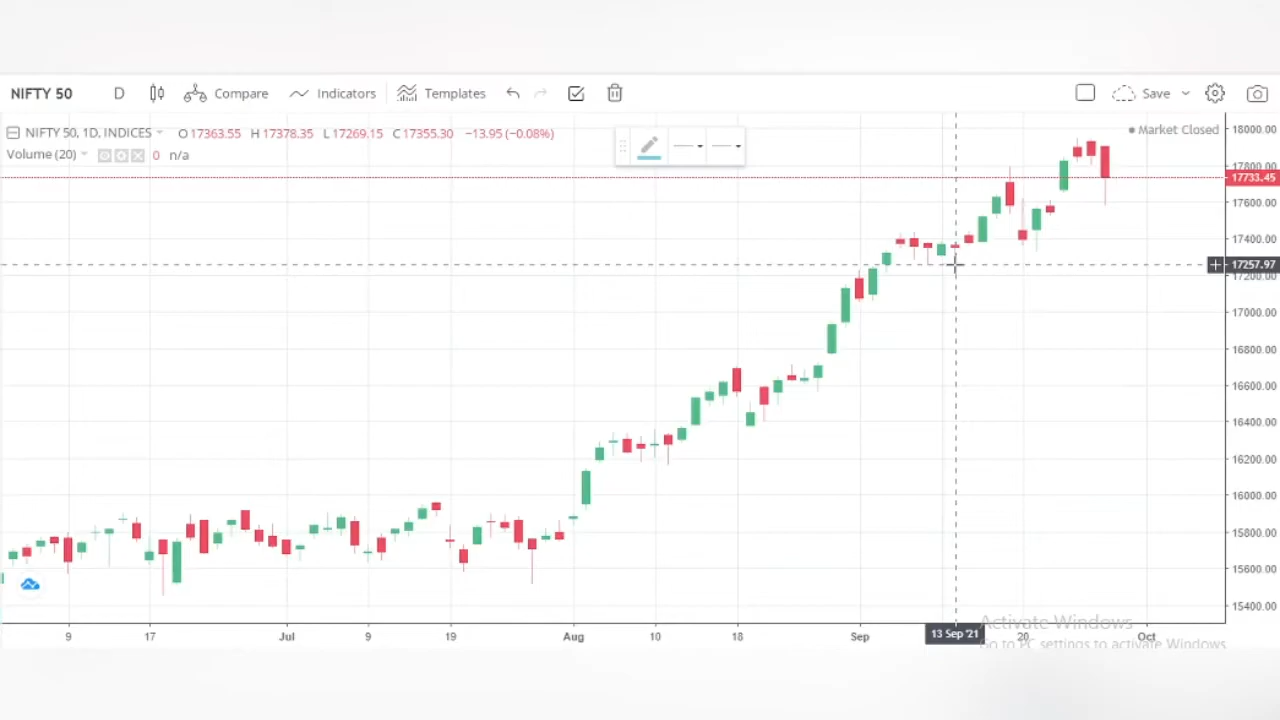 NIFTY 50 D Compare Indicators Templates Save
NIFTY 50, 1D, INDICES O17363.55 H17378.35 L17269.15 C17355.30 −13.95 (−0.08%)
Market Closed
Volume (20) 0 n/a
18000.00
17800.00
17733.45
17600.00
17400.00
17257.97
17200.00
17000.00
16800.00
16600.00
16400.00
16200.00
16000.00
15800.00
15600.00
15400.00
9 17 Jul 9 19 Aug 10 18 Sep 13 Sep '21 20 Oct
Activate Windows
Go to PC settings to activate Windows